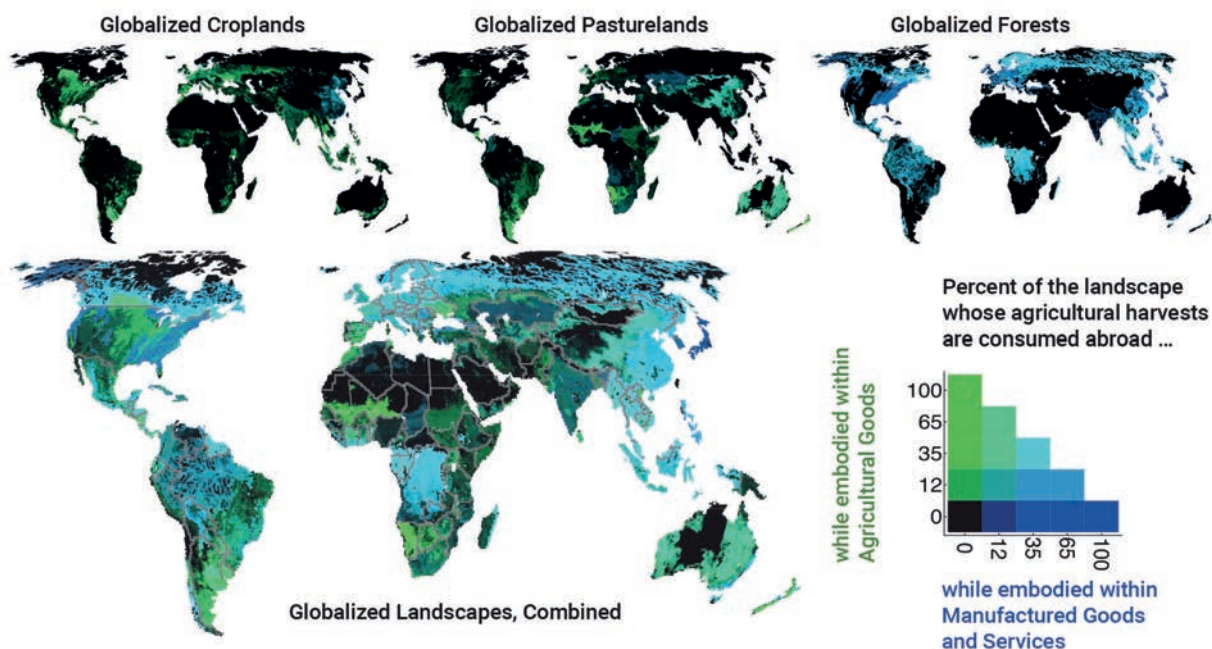 Globalized Croplands
Globalized Pasturelands
Globalized Forests
Percent of the landscape
whose agricultural harvests
are consumed abroad ...
while embodied within
Agricultural Goods
100
65
35
12
0
0
12
35
65
100
while embodied within
Manufactured Goods
and Services
Globalized Landscapes, Combined